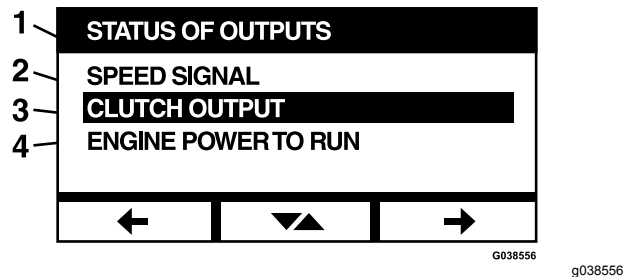 1
STATUS OF OUTPUTS
2
SPEED SIGNAL
3
CLUTCH OUTPUT
4
ENGINE POWER TO RUN
G038556
g038556